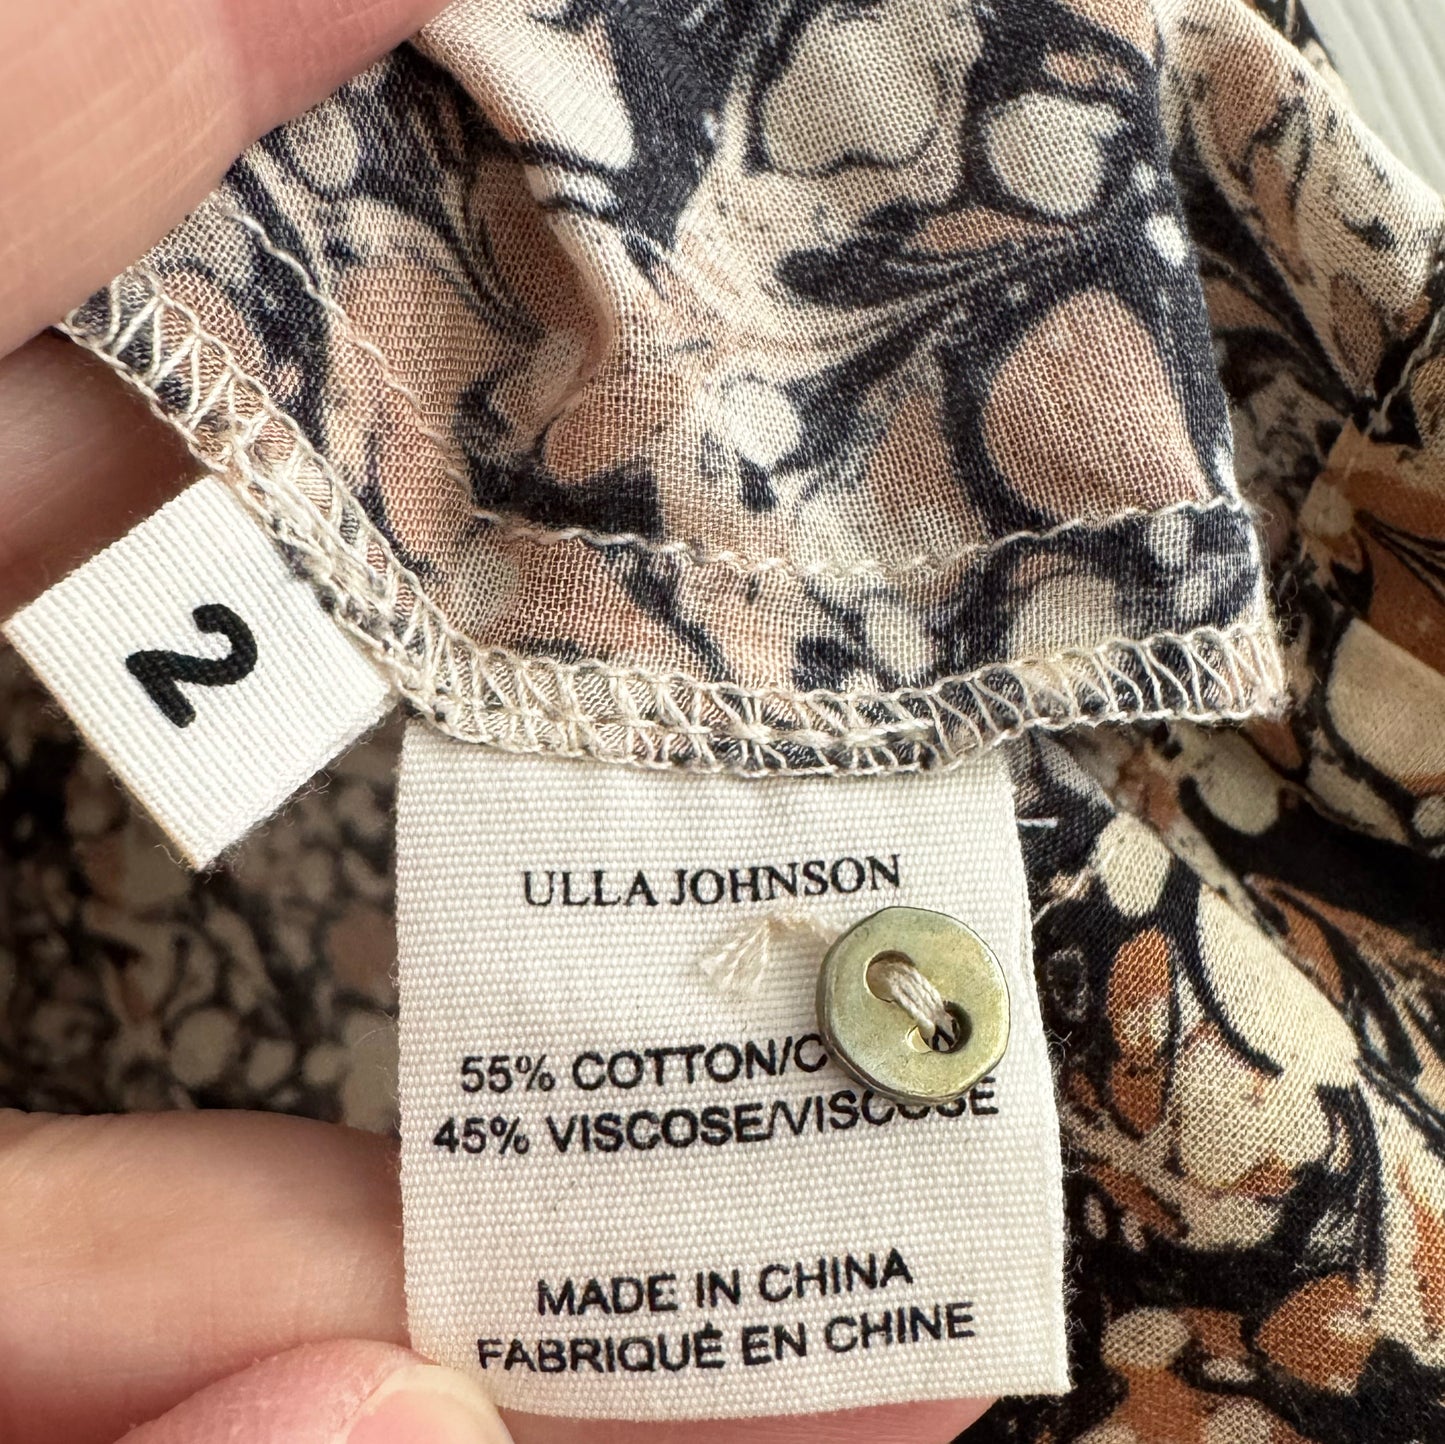 2
ULLA JOHNSON
55% COTTON/C
45% VISCOSE/VISCOSE
MADE IN CHINA
FABRIQUÉ EN CHINE